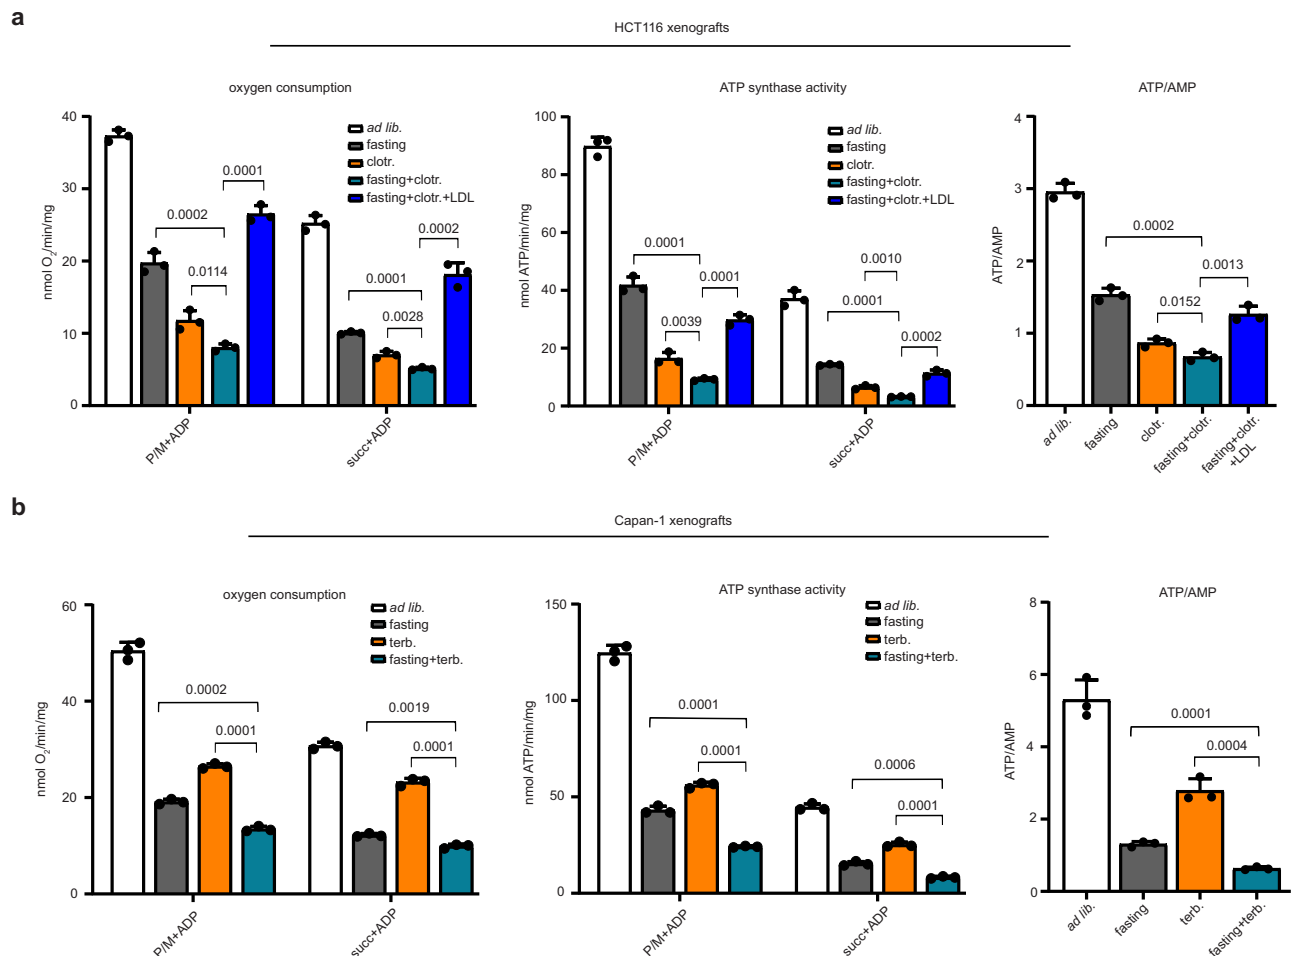 a
HCT116 xenografts
oxygen consumption
nmol O2/min/mg
40
30
20
10
0
ad lib.
fasting
clotr.
fasting+clotr.
fasting+clotr.+LDL
0.0001
0.0002
0.0114
0.0002
0.0001
0.0028
P/M+ADP
succ+ADP
ATP synthase activity
nmol ATP/min/mg
100
80
60
40
20
0
ad lib.
fasting
clotr.
fasting+clotr.
fasting+clotr.+LDL
0.0001
0.0001
0.0039
0.0010
0.0001
0.0002
P/M+ADP
succ+ADP
ATP/AMP
ATP/AMP
4
3
2
1
0
0.0002
0.0013
0.0152
ad lib.
fasting
clotr.
fasting+clotr.
fasting+clotr.
+LDL
b
Capan-1 xenografts
oxygen consumption
nmol O2/min/mg
60
40
20
0
ad lib.
fasting
terb.
fasting+terb.
0.0002
0.0001
0.0019
0.0001
P/M+ADP
succ+ADP
ATP synthase activity
nmol ATP/min/mg
150
100
50
0
ad lib.
fasting
terb.
fasting+terb.
0.0001
0.0001
0.0006
0.0001
P/M+ADP
succ+ADP
ATP/AMP
ATP/AMP
8
6
4
2
0
0.0001
0.0004
ad lib.
fasting
terb.
fasting+terb.